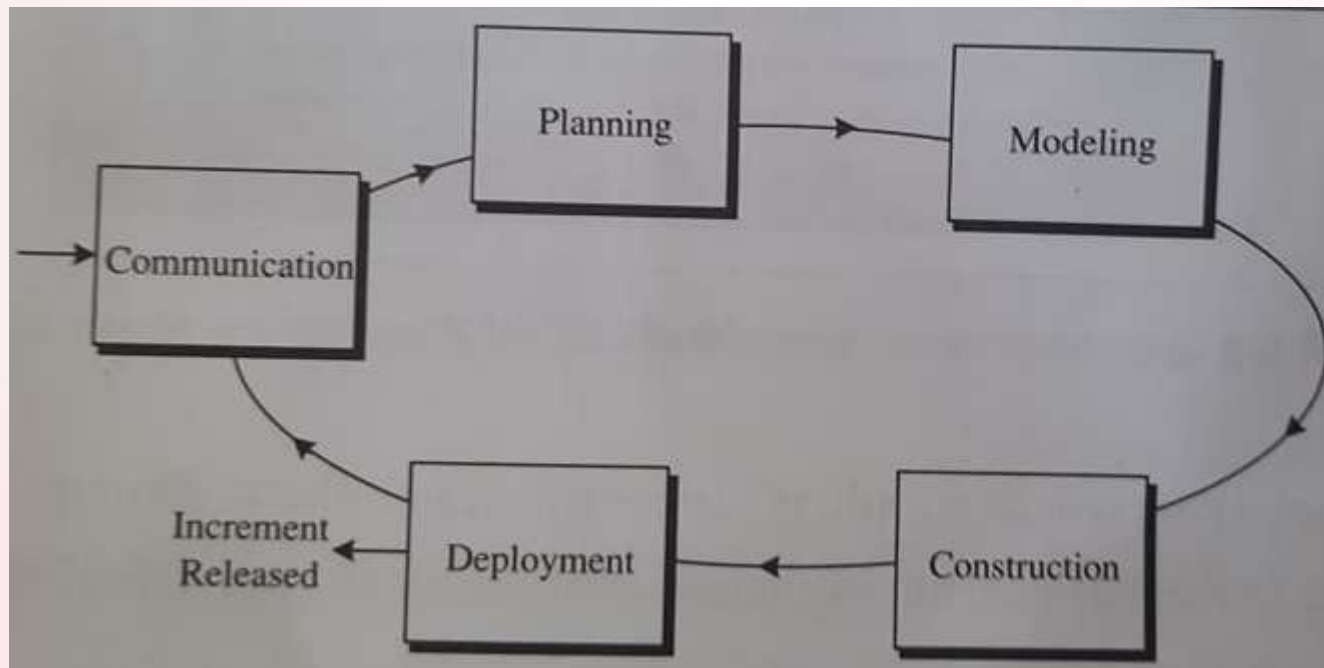 Planning
Modeling
Communication
Increment
Released
Deployment
Construction